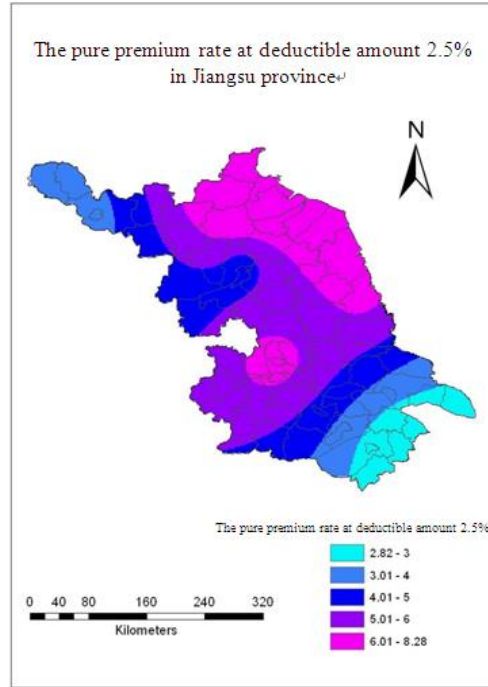 The pure premium rate at deductible amount 2.5%
in Jiangsu province↵
N
The pure premium rate at deductible amount 2.5%
2.82 - 3
3.01 - 4
4.01 - 5
5.01 - 6
6.01 - 8.28
0 20 40 80 160 240 320
Kilometers